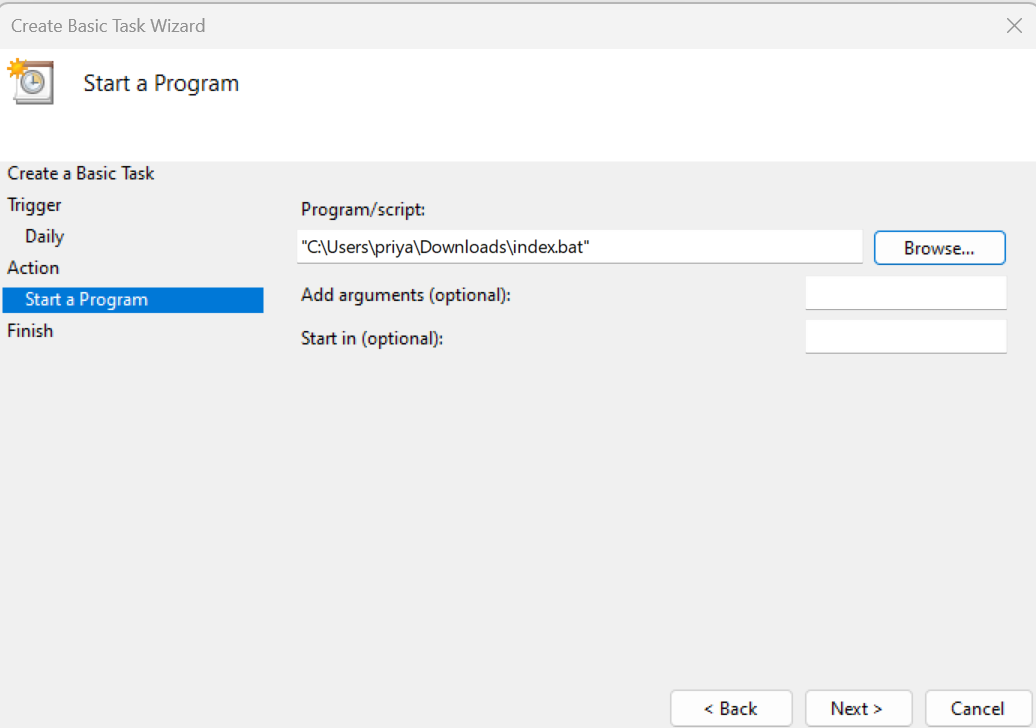 Create Basic Task Wizard
Start a Program
Create a Basic Task
Trigger
Daily
Action
Start a Program
Finish
Program/script:
"C:\Users\priya\Downloads\index.bat"
Browse...
Add arguments (optional):
Start in (optional):
< Back
Next >
Cancel